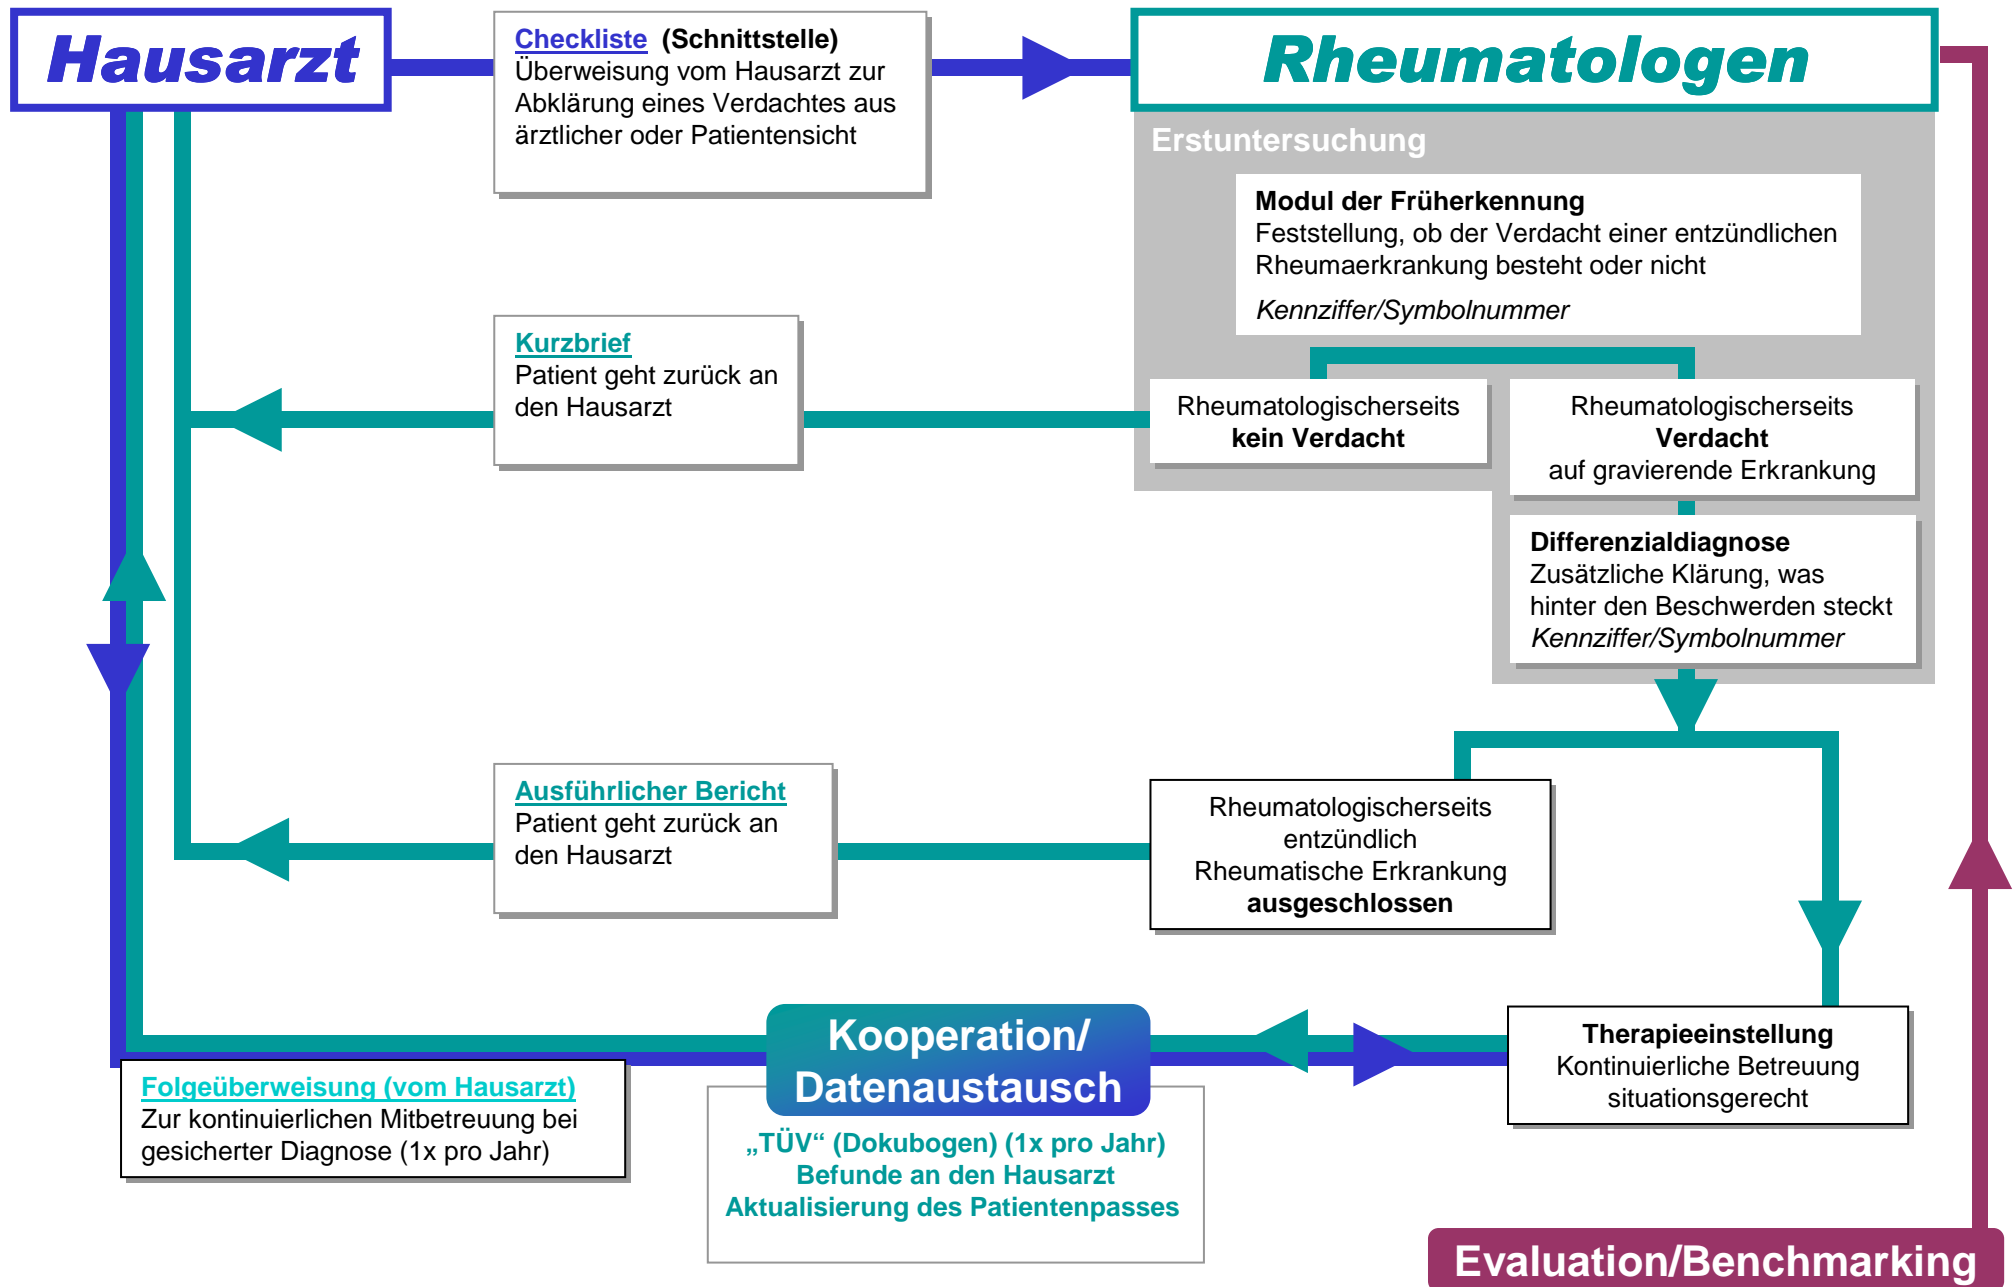 Hausarzt
Checkliste (Schnittstelle)
Überweisung vom Hausarzt zur
Abklärung eines Verdachtes aus
ärztlicher oder Patientensicht
Rheumatologen
Erstuntersuchung
Modul der Früherkennung
Feststellung, ob der Verdacht einer entzündlichen
Rheumaerkrankung besteht oder nicht
Kennziffer/Symbolnummer
Kurzbrief
Patient geht zurück an
den Hausarzt
Rheumatologischerseits
kein Verdacht
Rheumatologischerseits
Verdacht
auf gravierende Erkrankung
Differenzialdiagnose
Zusätzliche Klärung, was
hinter den Beschwerden steckt
Kennziffer/Symbolnummer
Ausführlicher Bericht
Patient geht zurück an
den Hausarzt
Rheumatologischerseits
entzündlich
Rheumatische Erkrankung
ausgeschlossen
Kooperation/
Datenaustausch
Therapieeinstellung
Kontinuierliche Betreuung
situationsgerecht
Folgeüberweisung (vom Hausarzt)
Zur kontinuierlichen Mitbetreuung bei
gesicherter Diagnose (1x pro Jahr)
„TÜV“ (Dokubogen) (1x pro Jahr)
Befunde an den Hausarzt
Aktualisierung des Patientenpasses
Evaluation/Benchmarking